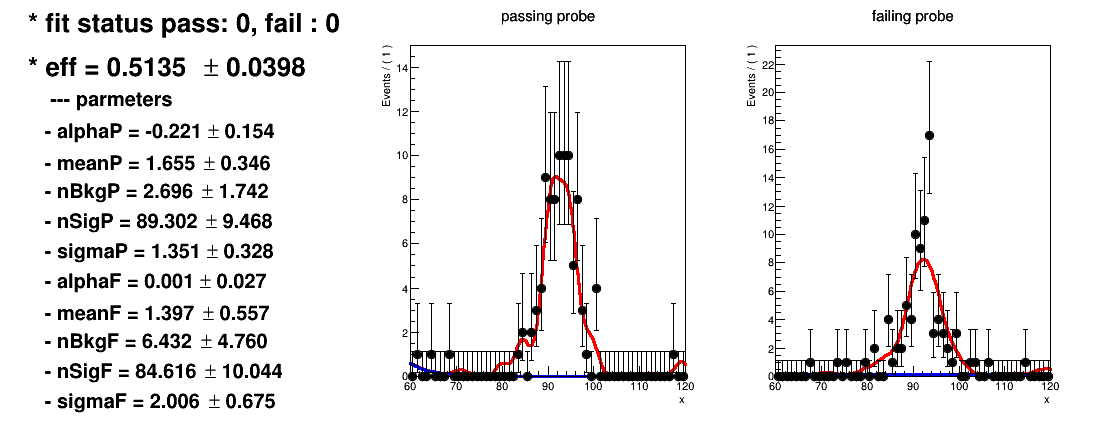 * fit status pass: 0, fail : 0
* eff = 0.5135 ± 0.0398
--- parmeters
- alphaP = -0.221 ± 0.154
- meanP = 1.655 ± 0.346
- nBkgP = 2.696 ± 1.742
- nSigP = 89.302 ± 9.468
- sigmaP = 1.351 ± 0.328
- alphaF = 0.001 ± 0.027
- meanF = 1.397 ± 0.557
- nBkgF = 6.432 ± 4.760
- nSigF = 84.616 ± 10.044
- sigmaF = 2.006 ± 0.675
passing probe
Events / ( 1 )
14
12
10
8
6
4
2
0
60 70 80 90 100 110 120
x
failing probe
Events / ( 1 )
22
20
18
16
14
12
10
8
6
4
2
0
60 70 80 90 100 110 120
x